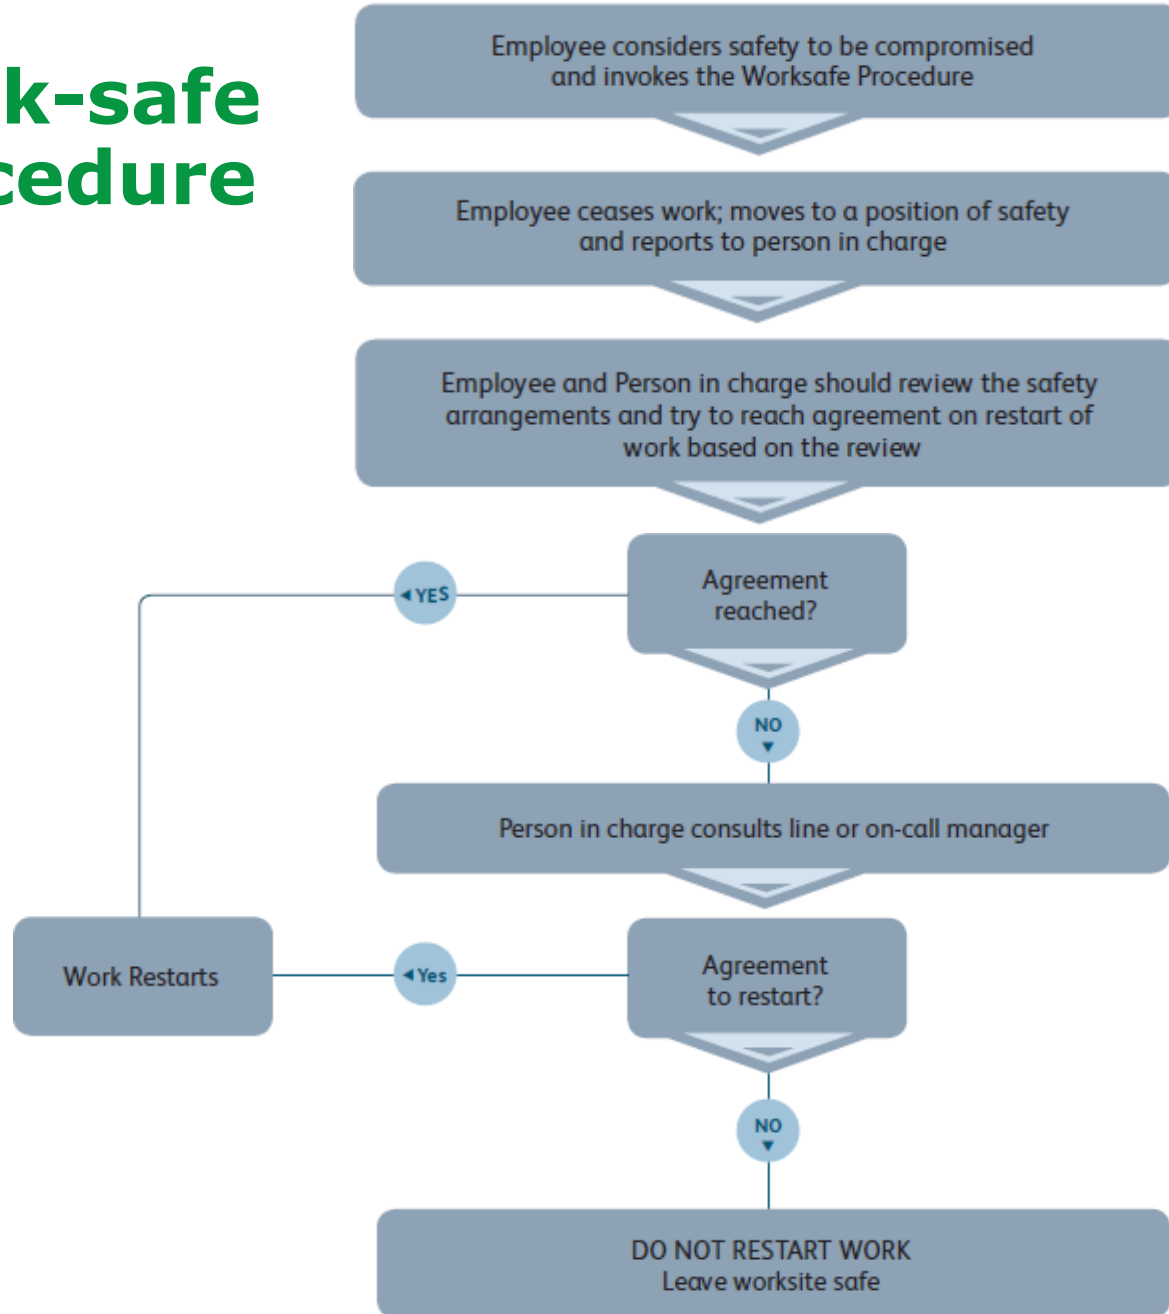 k-safe
cedure
Employee considers safety to be compromised
and invokes the Worksafe Procedure
Employee ceases work; moves to a position of safety
and reports to person in charge
Employee and Person in charge should review the safety
arrangements and try to reach agreement on restart of
work based on the review
Agreement
reached?
YES
NO
Person in charge consults line or on-call manager
Agreement
to restart?
Yes
Work Restarts
NO
DO NOT RESTART WORK
Leave worksite safe